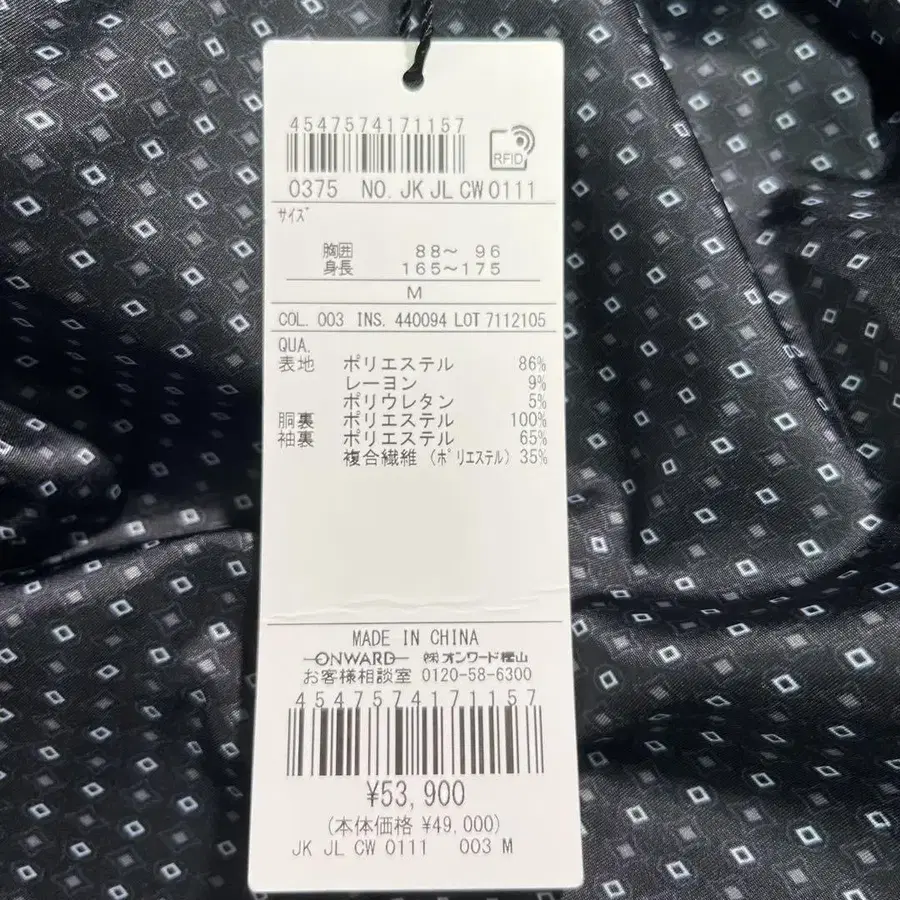 4547574171157
RFID
0375 NO. JK JL CW0111
サイズ
胸囲 88～ 96
身長 165～175
M
COL. 003 INS. 440094 LOT 7112105
QUA.
表地 ポリエステル 86%
レーヨン 9%
ポリウレタン 5%
胴裏 ポリエステル 100%
袖裏 ポリエステル 65%
複合繊維 (ポリエステル) 35%
MADE IN CHINA
ONWARD ㈱オンワード樫山
お客様相談室 0120-58-6300
4547574171157
¥53,900
(本体価格 ¥49,000)
JK JL CW 0111 003 M